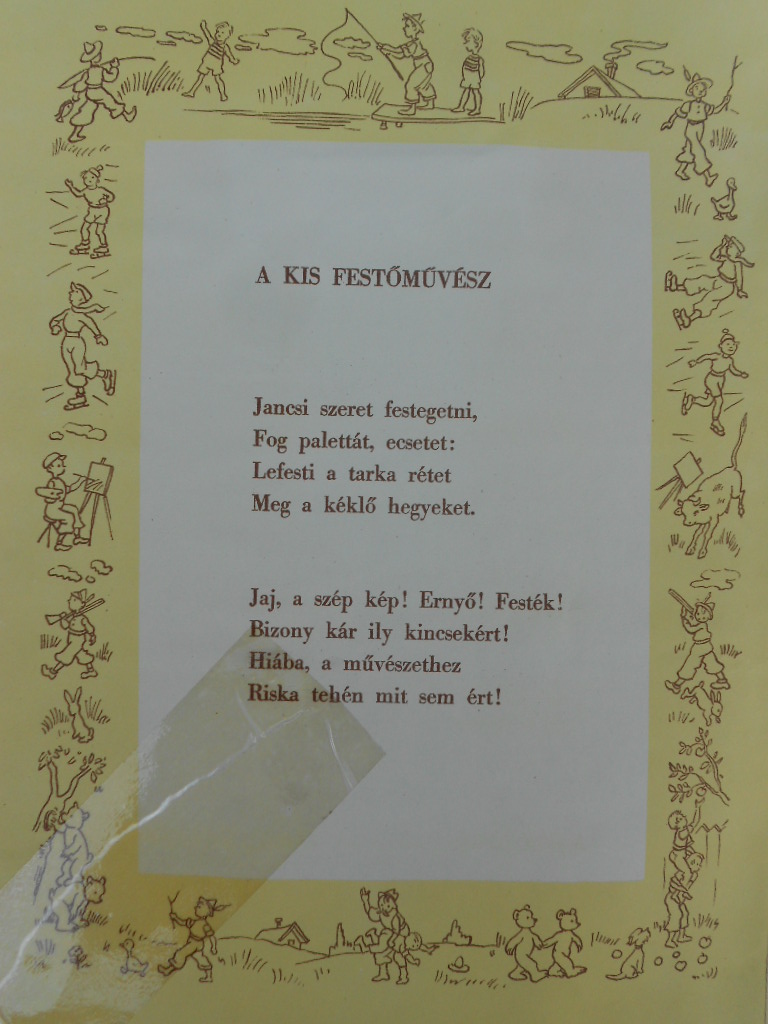 A KIS FESTŐMŰVÉSZ
Jancsi szeret festegetni,
Fog palettát, ecsetet:
Lefesti a tarka rétet
Meg a kéklő hegyeket.
Jaj, a szép kép! Ernyő! Festék!
Bizony kár ily kincsekért!
Hiába, a művészethez
Riska tehén mit sem ért!